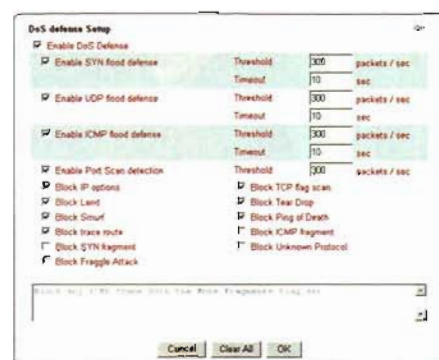 DoS defense Setup
Enable DoS Defense
Enable SYN flood defense Threshold 300 packets / sec
Timeout 10 sec
Enable UDP flood defense Threshold 300 packets / sec
Timeout 10 sec
Enable ICMP flood defense Threshold 300 packets / sec
Timeout 10 sec
Enable Port Scan detection Threshold 300 packets / sec
Block IP options Block TCP flag scan
Block Land Block Tear Drop
Block Smurf Block Ping of Death
Block trace route Block ICMP fragment
Block SYN fragment Block Unknown Protocol
Block Fraggle Attack
Block any ICMP
Cancel Clear All OK